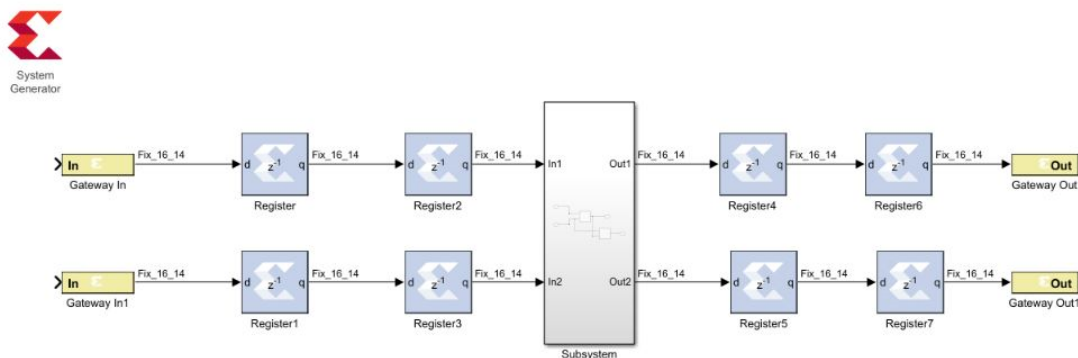 System
Generator
In
Fix_16_14
d
z-1
q
Fix_16_14
d
z-1
q
Fix_16_14
In1
Out1
Fix_16_14
d
z-1
q
Fix_16_14
d
z-1
q
Fix_16_14
Out
Gateway In
Register
Register2
Register4
Register6
Gateway Out
In
Fix_16_14
d
z-1
q
Fix_16_14
d
z-1
q
Fix_16_14
In2
Out2
Fix_16_14
d
z-1
q
Fix_16_14
d
z-1
q
Fix_16_14
Out
Gateway In1
Register1
Register3
Register5
Register7
Gateway Out1
Subsystem